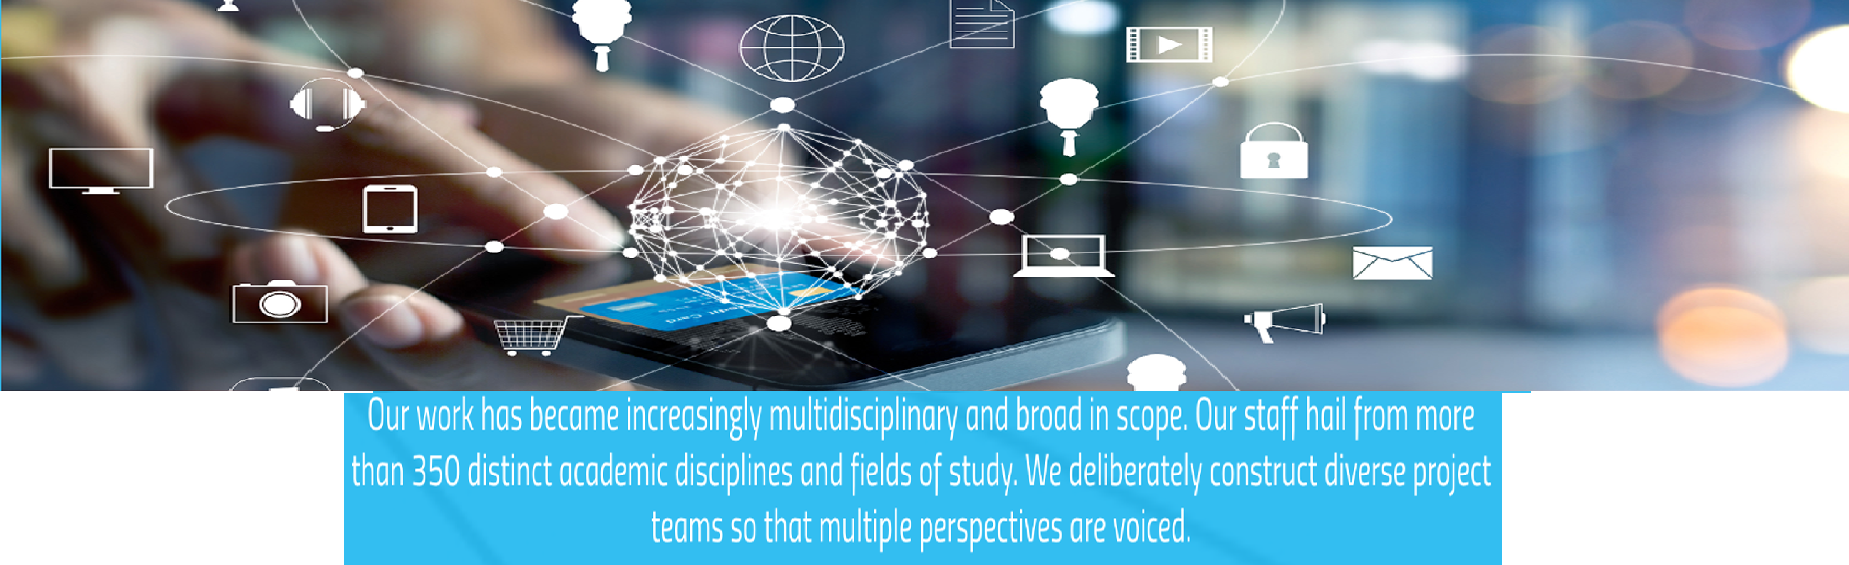 Our work has became increasingly multidisciplinary and broad in scope. Our staff hail from more
than 350 distinct academic disciplines and fields of study. We deliberately construct diverse project
teams so that multiple perspectives are voiced.